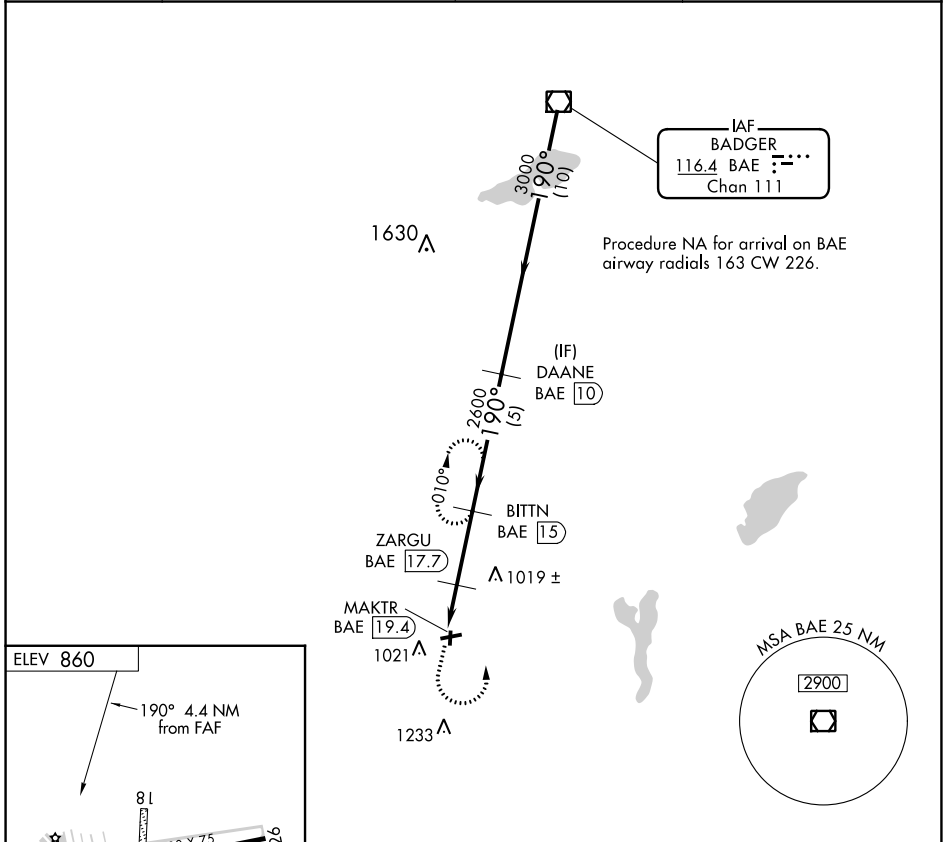 IAF
BADGER
116.4 BAE
Chan 111
3000
190°
(10)
1630
Procedure NA for arrival on BAE
airway radials 163 CW 226.
(IF)
DAANE
BAE 10
2600
190°
(5)
010°
BITTN
BAE 15
ZARGU
BAE 17.7
1019 ±
MAKTR
BAE 19.4
1021
1233
MSA BAE 25 NM
2900
ELEV 860
190° 4.4 NM
from FAF
18
X 75
26